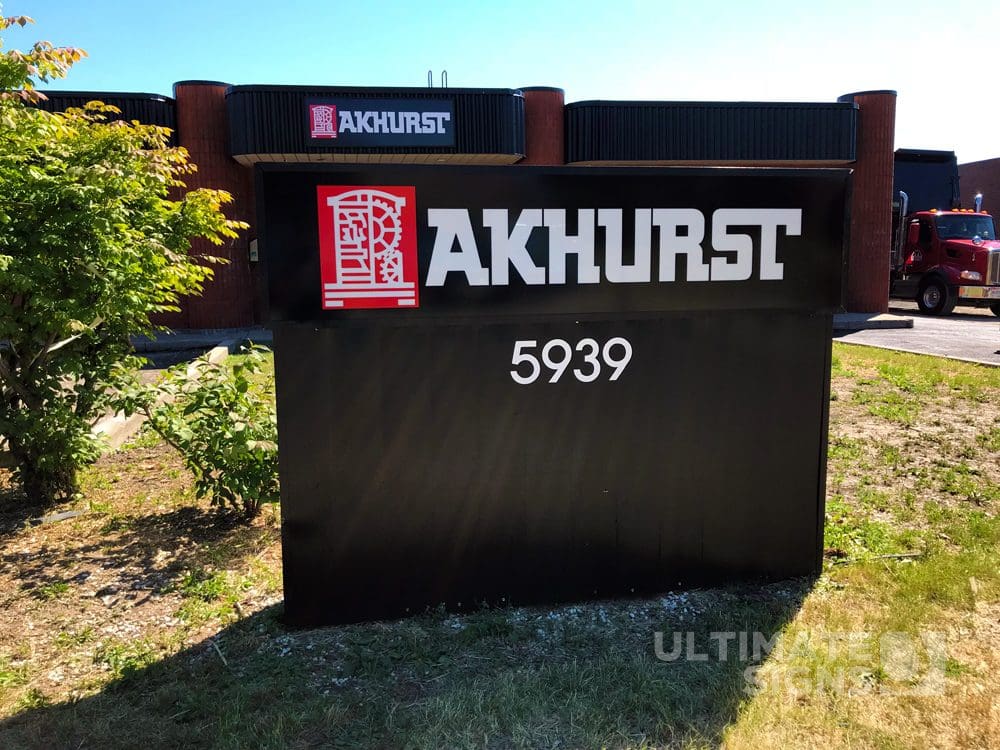 AKHURST
AKHURST
5939
ULTIMATE
SIGNS